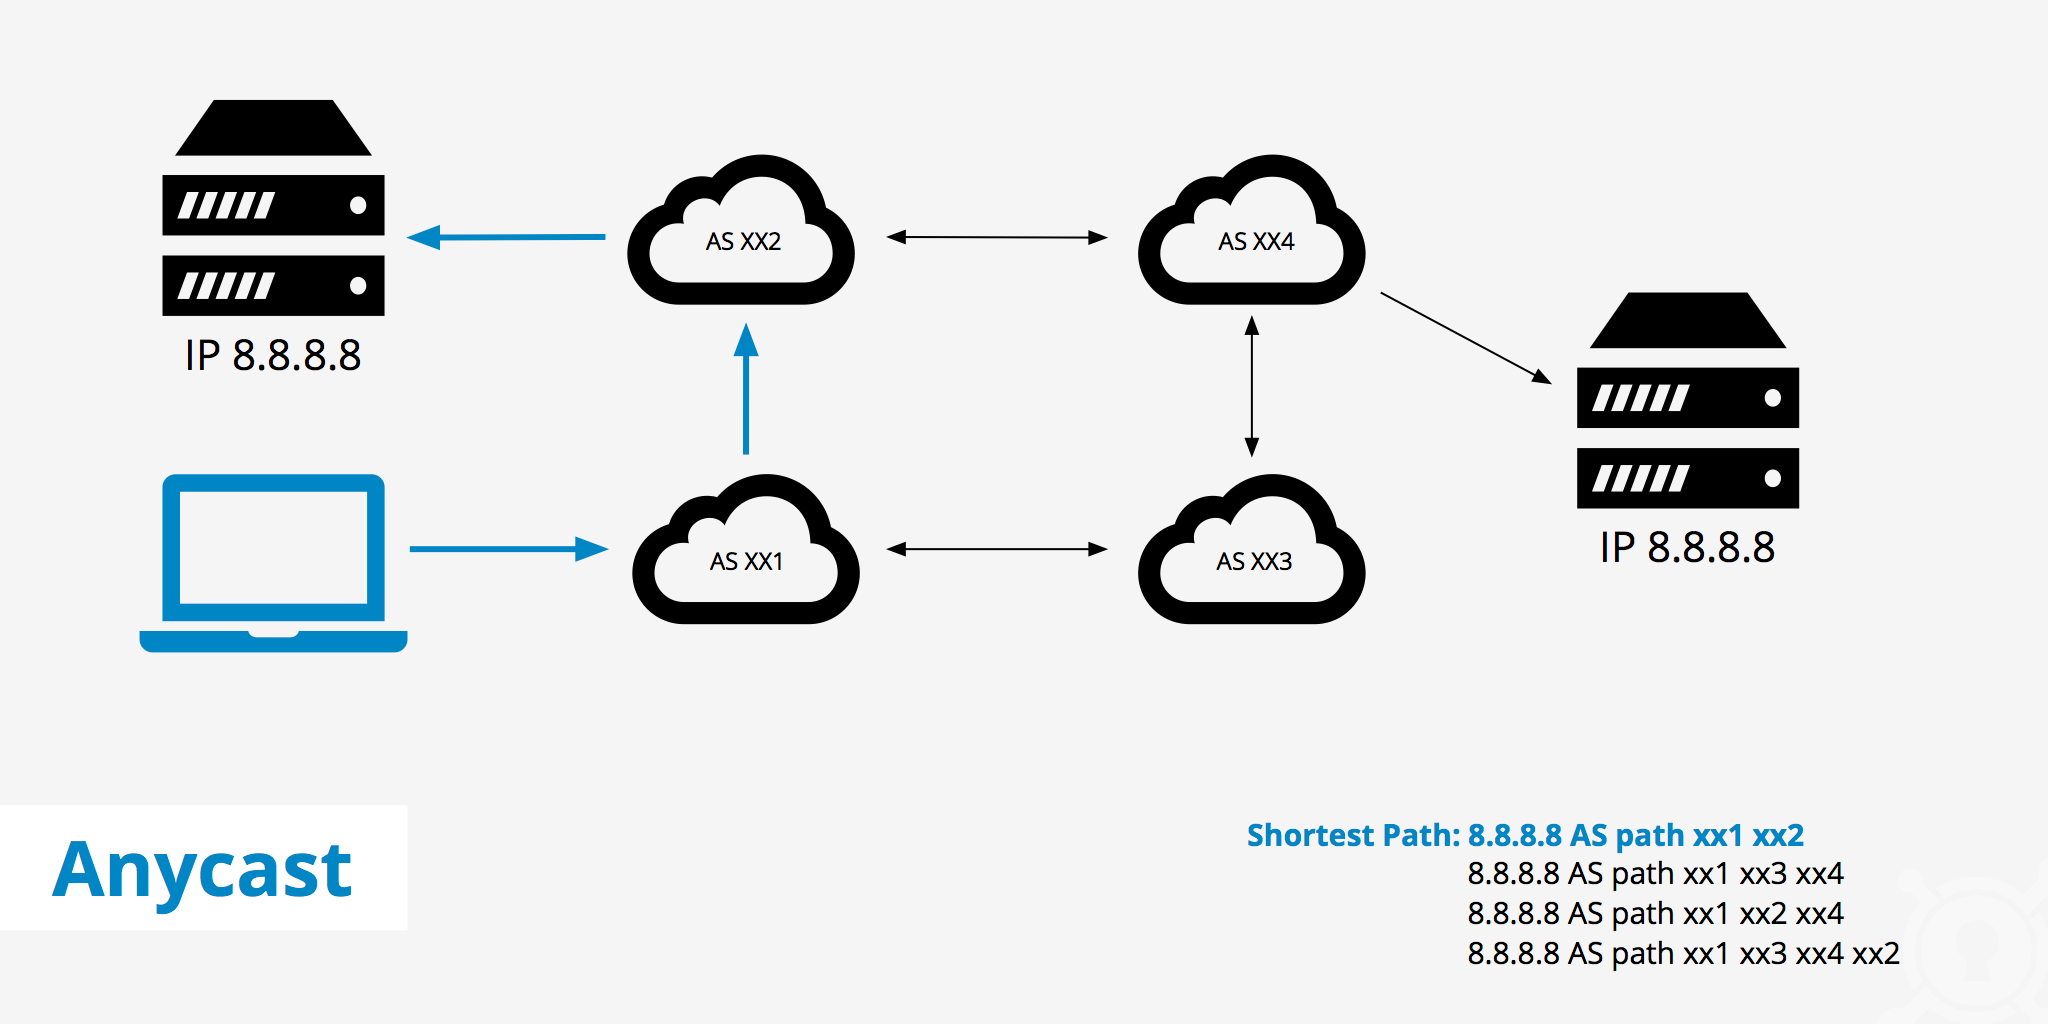 AS XX2
AS XX4
IP 8.8.8.8
AS XX1
AS XX3
IP 8.8.8.8
Anycast
Shortest Path: 8.8.8.8 AS path xx1 xx2
8.8.8.8 AS path xx1 xx3 xx4
8.8.8.8 AS path xx1 xx2 xx4
8.8.8.8 AS path xx1 xx3 xx4 xx2